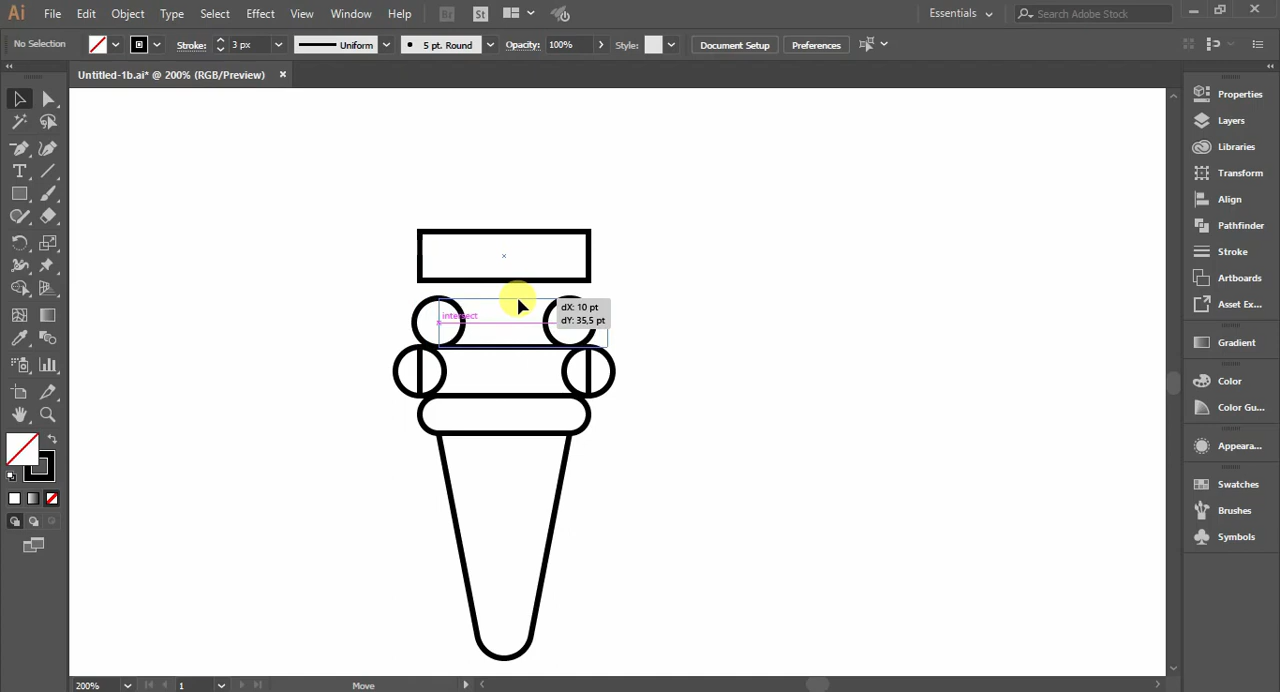 Ai File Edit Object Type Select Effect View Window Help Br St Essentials Search Adobe Stock
No Selection Stroke: 3 px Uniform 5 pt. Round Opacity: 100% Style: Document Setup Preferences
Untitled-1b.ai* @ 200% (RGB/Preview)
Properties
Layers
Libraries
Transform
Align
Pathfinder
Stroke
Artboards
Asset Ex...
Gradient
Color
Color Gu...
Appeara...
Swatches
Brushes
Symbols
dX: 10 pt
dY: 35,5 pt
intersect
T
200% 1 Move